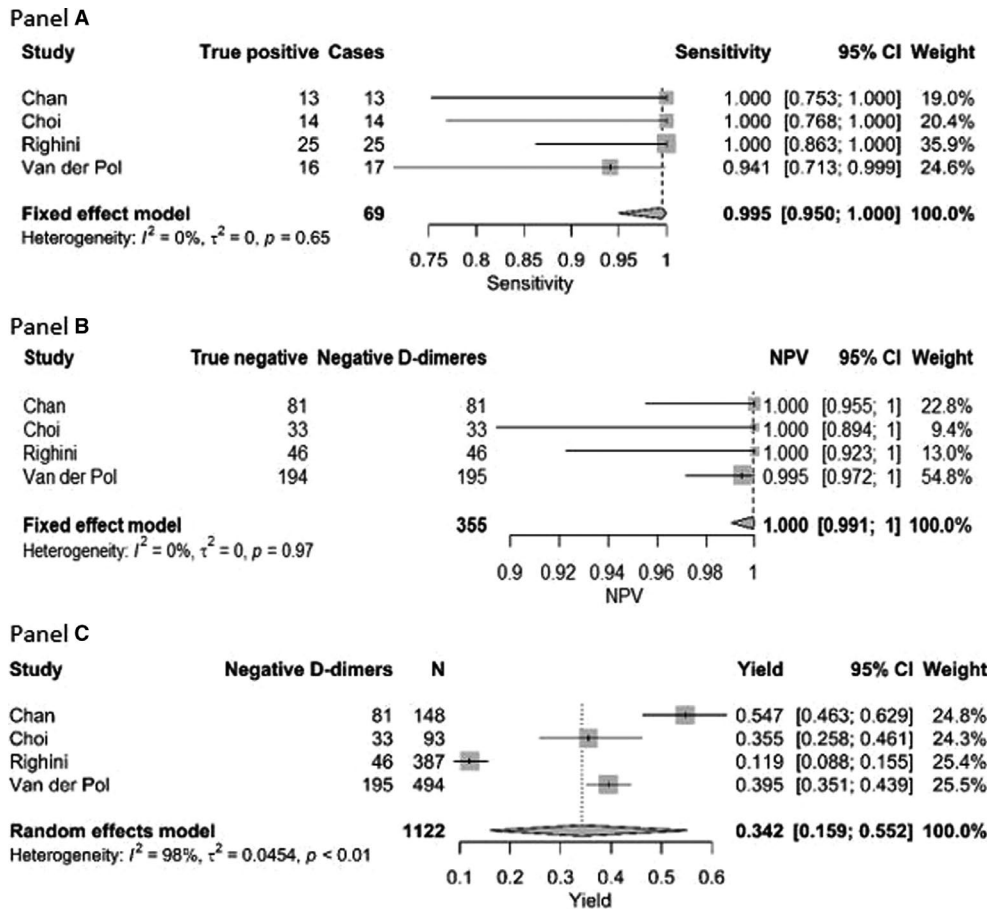 Panel A
Study True positive Cases Sensitivity 95% CI Weight
Chan 13 13 1.000 [0.753; 1.000] 19.0%
Choi 14 14 1.000 [0.768; 1.000] 20.4%
Righini 25 25 1.000 [0.863; 1.000] 35.9%
Van der Pol 16 17 0.941 [0.713; 0.999] 24.6%
Fixed effect model 69 0.995 [0.950; 1.000] 100.0%
Heterogeneity: I² = 0%, τ² = 0, p = 0.65
0.75 0.8 0.85 0.9 0.95 1
Sensitivity
Panel B
Study True negative Negative D-dimeres NPV 95% CI Weight
Chan 81 81 1.000 [0.955; 1] 22.8%
Choi 33 33 1.000 [0.894; 1] 9.4%
Righini 46 46 1.000 [0.923; 1] 13.0%
Van der Pol 194 195 0.995 [0.972; 1] 54.8%
Fixed effect model 355 1.000 [0.991; 1] 100.0%
Heterogeneity: I² = 0%, τ² = 0, p = 0.97
0.9 0.92 0.94 0.96 0.98 1
NPV
Panel C
Study Negative D-dimers N Yield 95% CI Weight
Chan 81 148 0.547 [0.463; 0.629] 24.8%
Choi 33 93 0.355 [0.258; 0.461] 24.3%
Righini 46 387 0.119 [0.088; 0.155] 25.4%
Van der Pol 195 494 0.395 [0.351; 0.439] 25.5%
Random effects model 1122 0.342 [0.159; 0.552] 100.0%
Heterogeneity: I² = 98%, τ² = 0.0454, p < 0.01
0.1 0.2 0.3 0.4 0.5 0.6
Yield